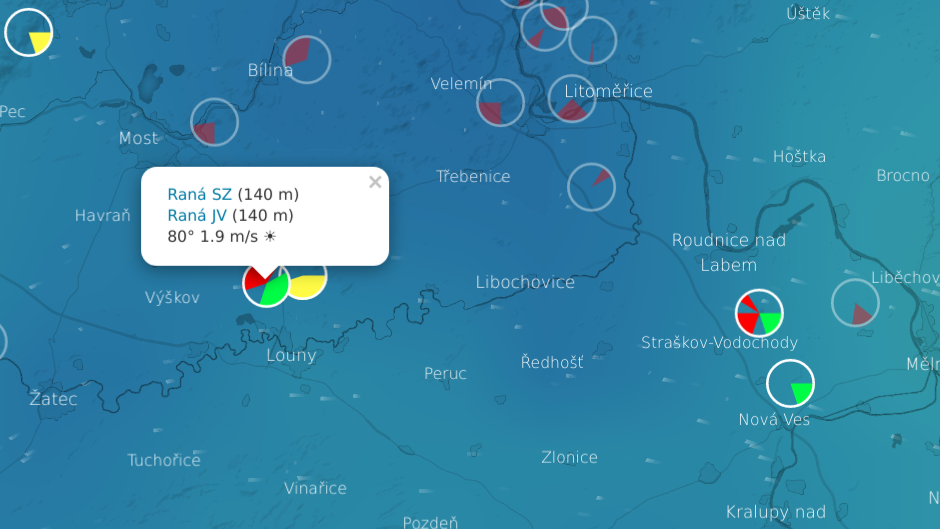 Úštěk
Bílina
Velemín
Litoměřice
Pec
Most
Hoštka
Třebenice
Brocno
Raná SZ (140 m)
×
Raná JV (140 m)
80° 1.9 m/s ☀
Havraň
Roudnice nad
Labem
Libochovice
Liběchov
Výškov
Straškov-Vodochody
Louny
Ředhošť
Peruc
Měln
Žatec
Nová Ves
Tuchořice
Zlonice
Vinařice
N
Kralupy nad
Pozdeň